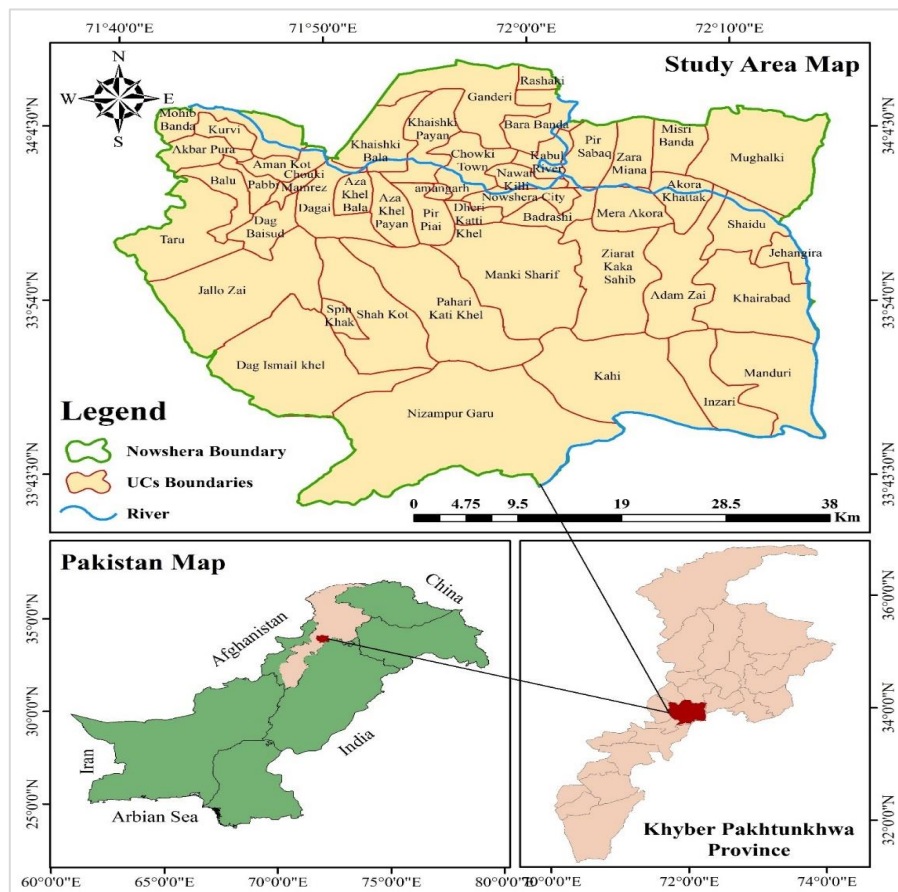 71°40'0"E 71°50'0"E 72°0'0"E 72°10'0"E
Study Area Map
N
W E
S
34°4'30"N
33°54'0"N
33°43'30"N
34°4'30"N
33°54'0"N
33°43'30"N
Rashaki
Ganderi
Mohib
Banda
Kurvi
Akbar Pura
Khaishki
Payan
Bara Banda
Khaishki
Bala
Pir
Sabaq
Misri
Banda
Mughalki
Zara
Miana
Aman Kot
Chowki
Town
Kabul
River
Nawan
Killi
Balu
Pabbi
Chouki
Mamrez
Aza
Khel
Bala
amangarh
Nowshera City
Akora
Khattak
Dagai
Aza
Khel
Payan
Pir
Piai
Dheri
Katti
Khel
Badrashi
Mera Akora
Shaidu
Dag
Baisud
Taru
Jehangira
Ziarat
Kaka
Sahib
Manki Sharif
Jallo Zai
Adam Zai
Khairabad
Spin
Khak
Shah Kot
Pahari
Kati Khel
Dag Ismail khel
Kahi
Manduri
Inzari
Nizampur Garu
Legend
Nowshera Boundary
UCs Boundaries
River
0 4.75 9.5 19 28.5 38
Km
Pakistan Map
China
Afghanistan
Iran
India
Arbian Sea
35°0'0"N
30°0'0"N
25°0'0"N
60°0'0"E 65°0'0"E 70°0'0"E 75°0'0"E 80°0'0"E
36°0'0"N
34°0'0"N
32°0'0"N
Khyber Pakhtunkhwa
Province
70°0'0"E 72°0'0"E 74°0'0"E